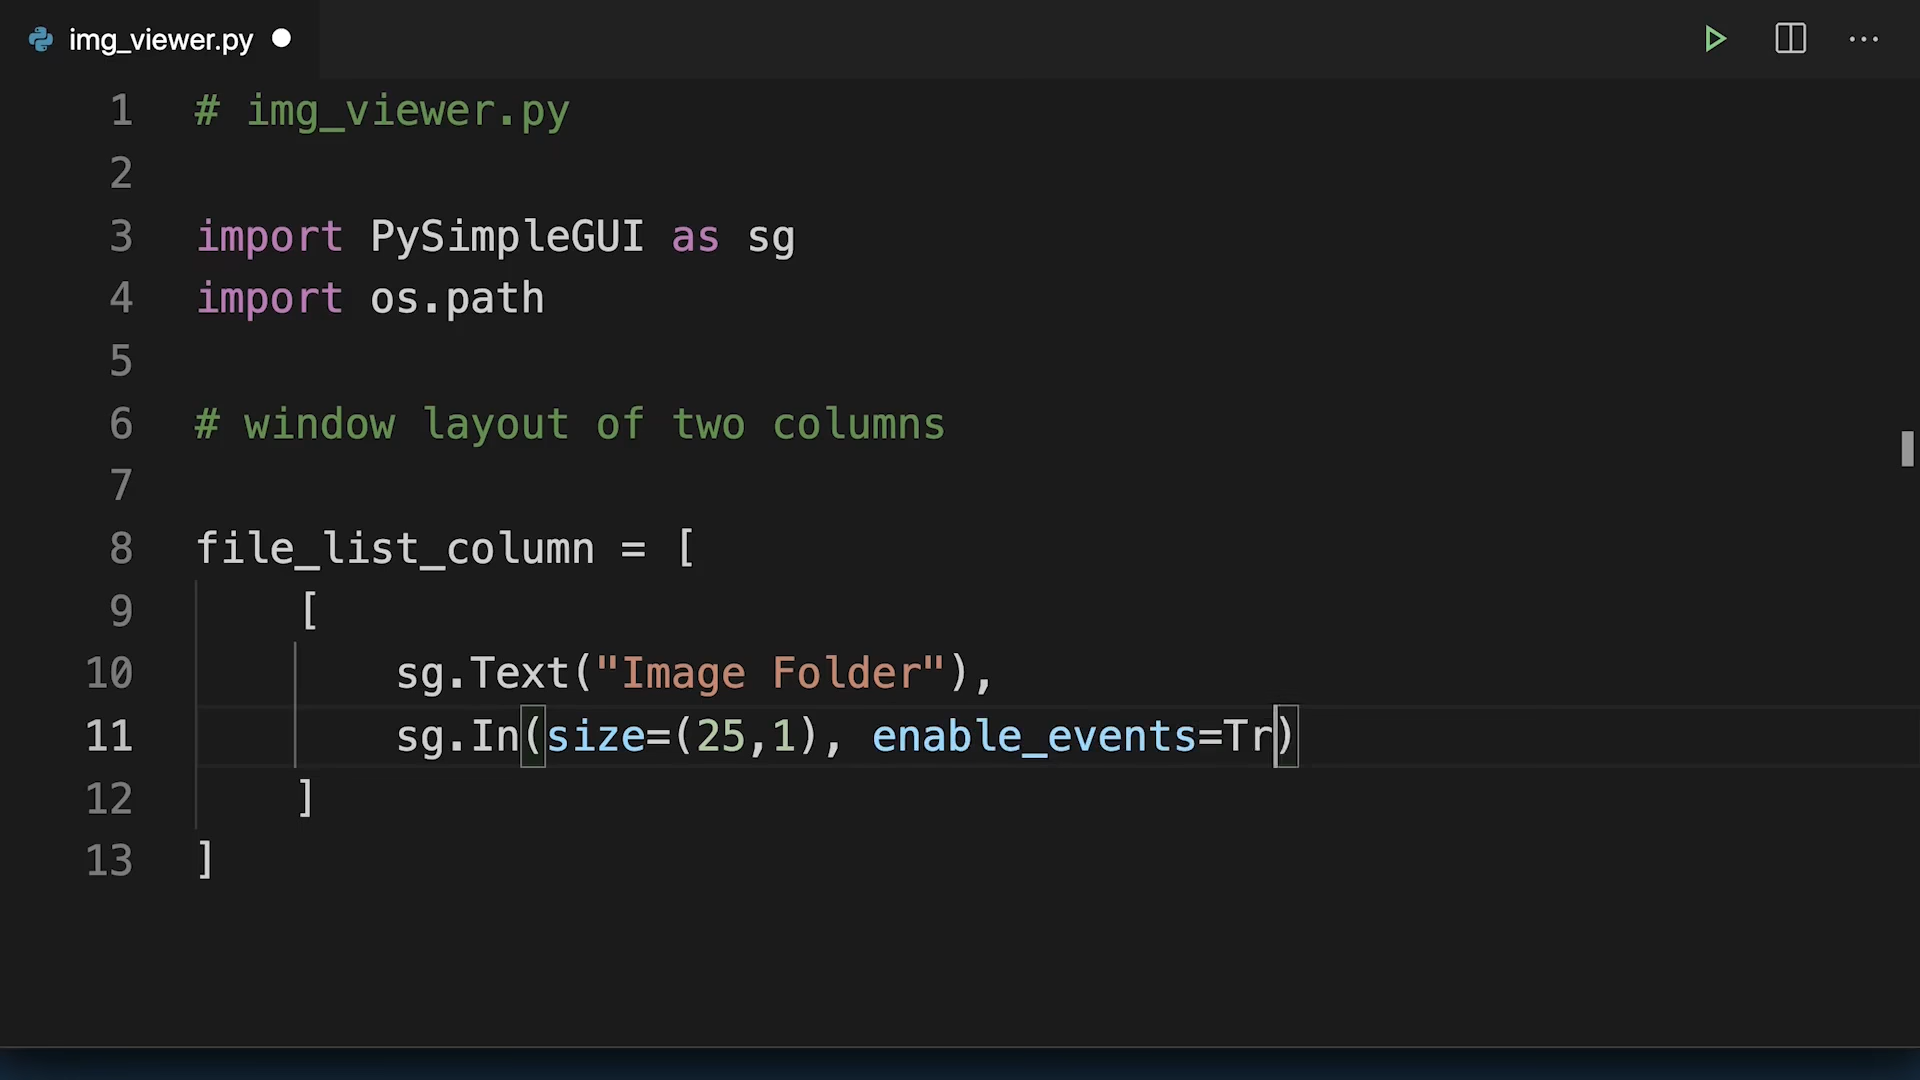 img_viewer.py
1 # img_viewer.py
2
3 import PySimpleGUI as sg
4 import os.path
5
6 # window layout of two columns
7
8 file_list_column = [
9     [
10         sg.Text("Image Folder"),
11         sg.In(size=(25,1), enable_events=Tr)
12     ]
13 ]